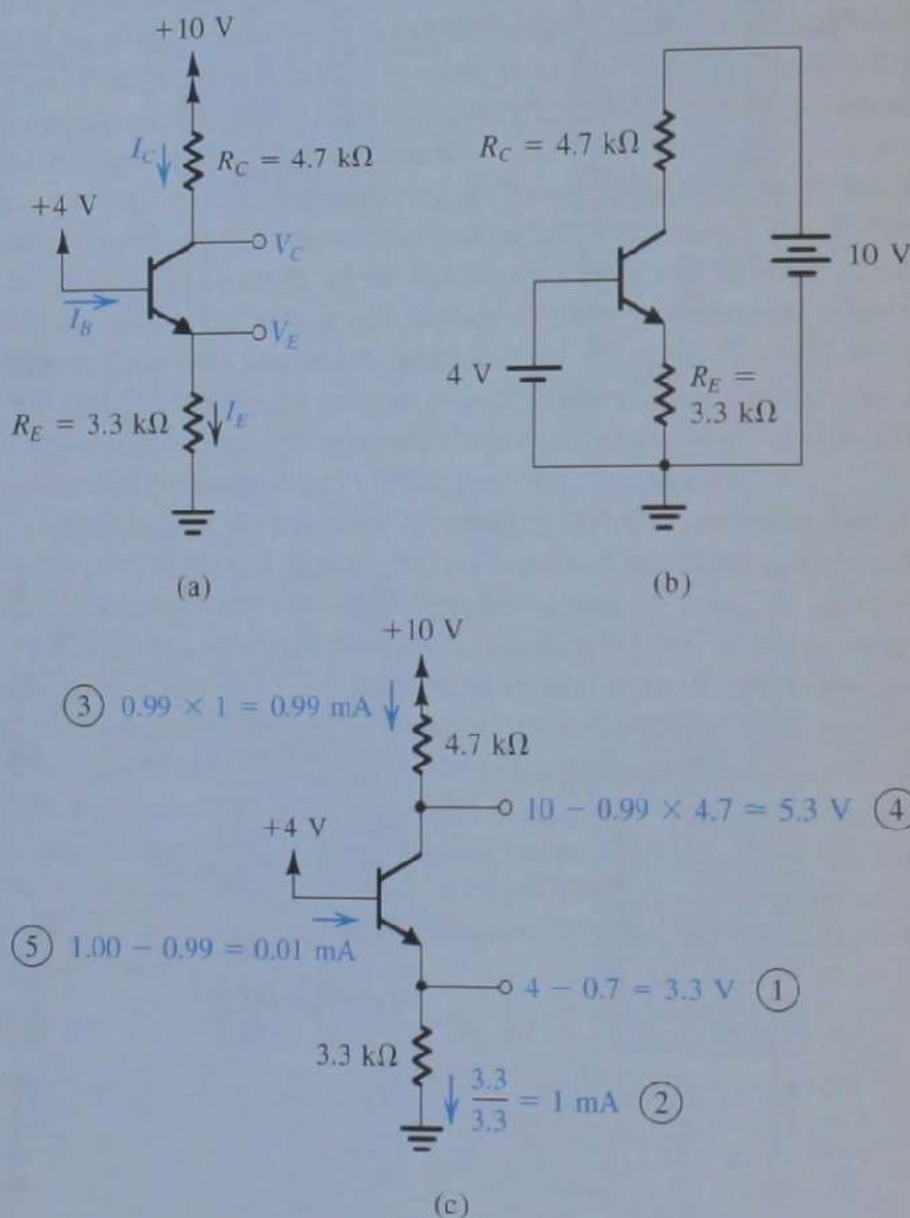 +10 V
I_C
R_C = 4.7 kΩ
+4 V
V_C
I_B
V_E
R_E = 3.3 kΩ
I_E
(a)
R_C = 4.7 kΩ
10 V
4 V
R_E =
3.3 kΩ
(b)
+10 V
③ 0.99 × 1 = 0.99 mA
4.7 kΩ
10 − 0.99 × 4.7 ≃ 5.3 V ④
+4 V
⑤ 1.00 − 0.99 = 0.01 mA
4 − 0.7 = 3.3 V ①
3.3 kΩ
3.3/3.3 = 1 mA ②
(c)